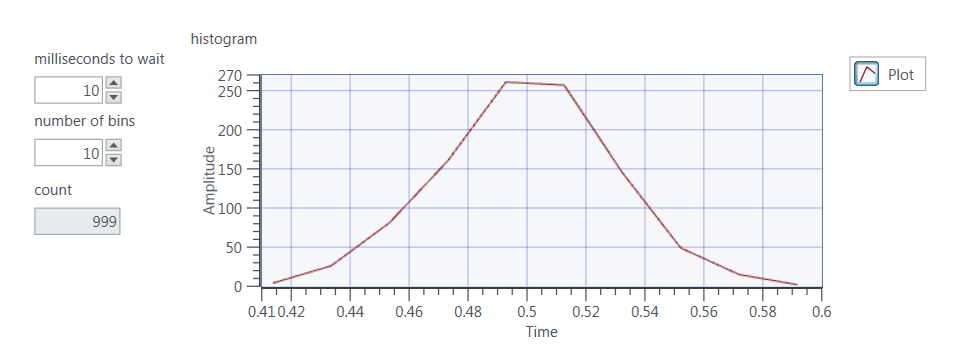 histogram
milliseconds to wait
10
number of bins
10
count
999
Plot
270
250
200
150
100
50
0
Amplitude
0.41 0.42 0.44 0.46 0.48 0.5 0.52 0.54 0.56 0.58 0.6
Time